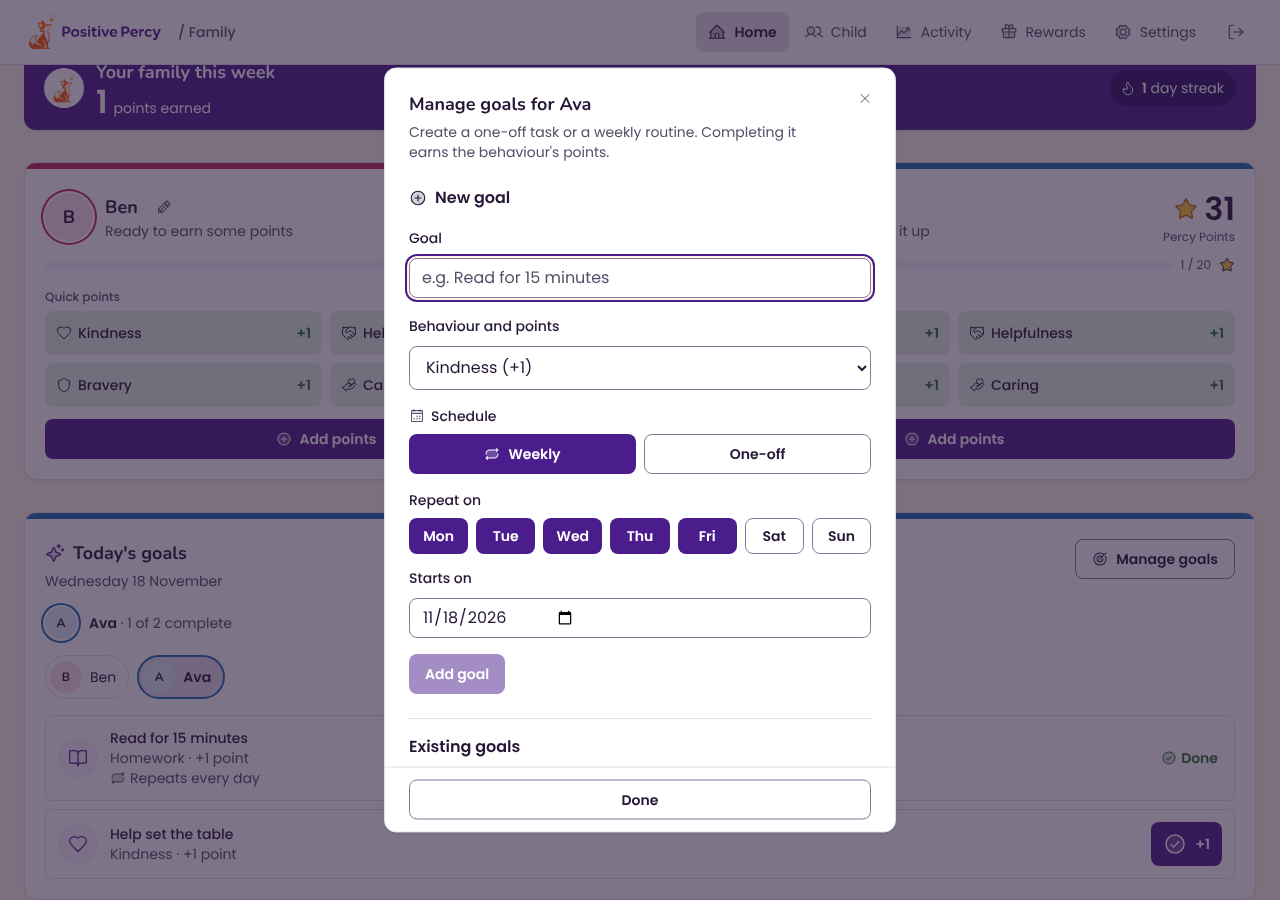 Positive Percy
/ Family
Home
Child
Activity
Rewards
Settings
Your family this week
1 points earned
1 day streak
B
Ben
Ready to earn some points
Quick points
Kindness +1
Hel
Bravery +1
Ca
Add points
it up
31
Percy Points
1 / 20
+1
Helpfulness +1
+1
Caring +1
Add points
Manage goals for Ava
Create a one-off task or a weekly routine. Completing it
earns the behaviour's points.
New goal
Goal
e.g. Read for 15 minutes
Behaviour and points
Kindness (+1)
Schedule
Weekly
One-off
Repeat on
Mon Tue Wed Thu Fri Sat Sun
Starts on
11/18/2026
Add goal
Existing goals
Done
Today's goals
Wednesday 18 November
Manage goals
A
Ava · 1 of 2 complete
B Ben
A Ava
Read for 15 minutes
Homework · +1 point
Repeats every day
Done
Help set the table
Kindness · +1 point
+1